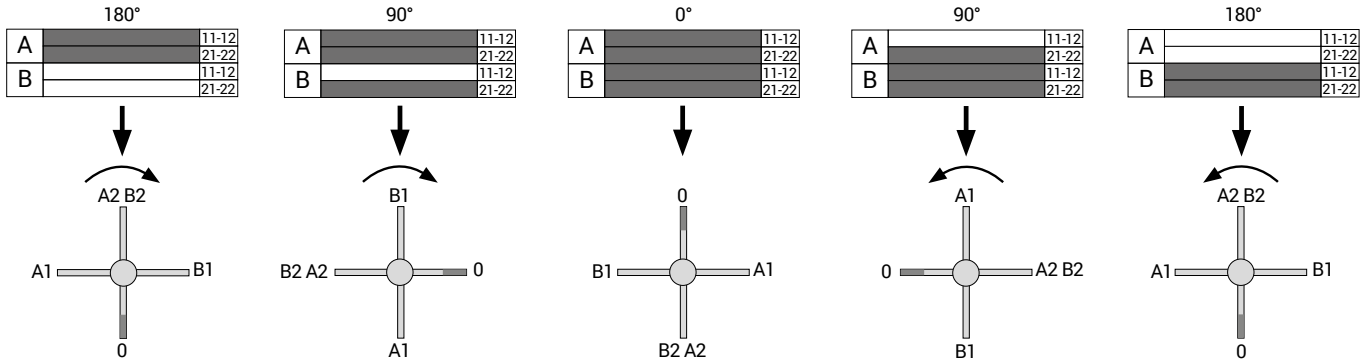 180° 90° 0° 90° 180°
A 11-12 A 11-12 A 11-12 A 11-12 A 11-12
21-22 21-22 21-22 21-22 21-22
B 11-12 B 11-12 B 11-12 B 11-12 B 11-12
21-22 21-22 21-22 21-22 21-22
A2 B2 B1 0 A1 A2 B2
A1 B1 B2 A2 0 B1 A1 0 A2 B2 A1 B1
0 A1 B2 A2 B1 0